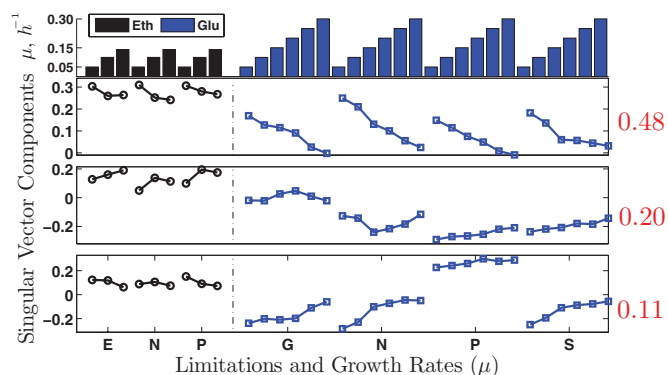 μ, h⁻¹
0.30
0.15
0.05
Eth
Glu
Singular Vector Components
0.3
0.2
0.1
0
0.48
0.2
0
−0.2
0.20
0.2
0
−0.2
0.11
E N P G N P S
Limitations and Growth Rates (μ)